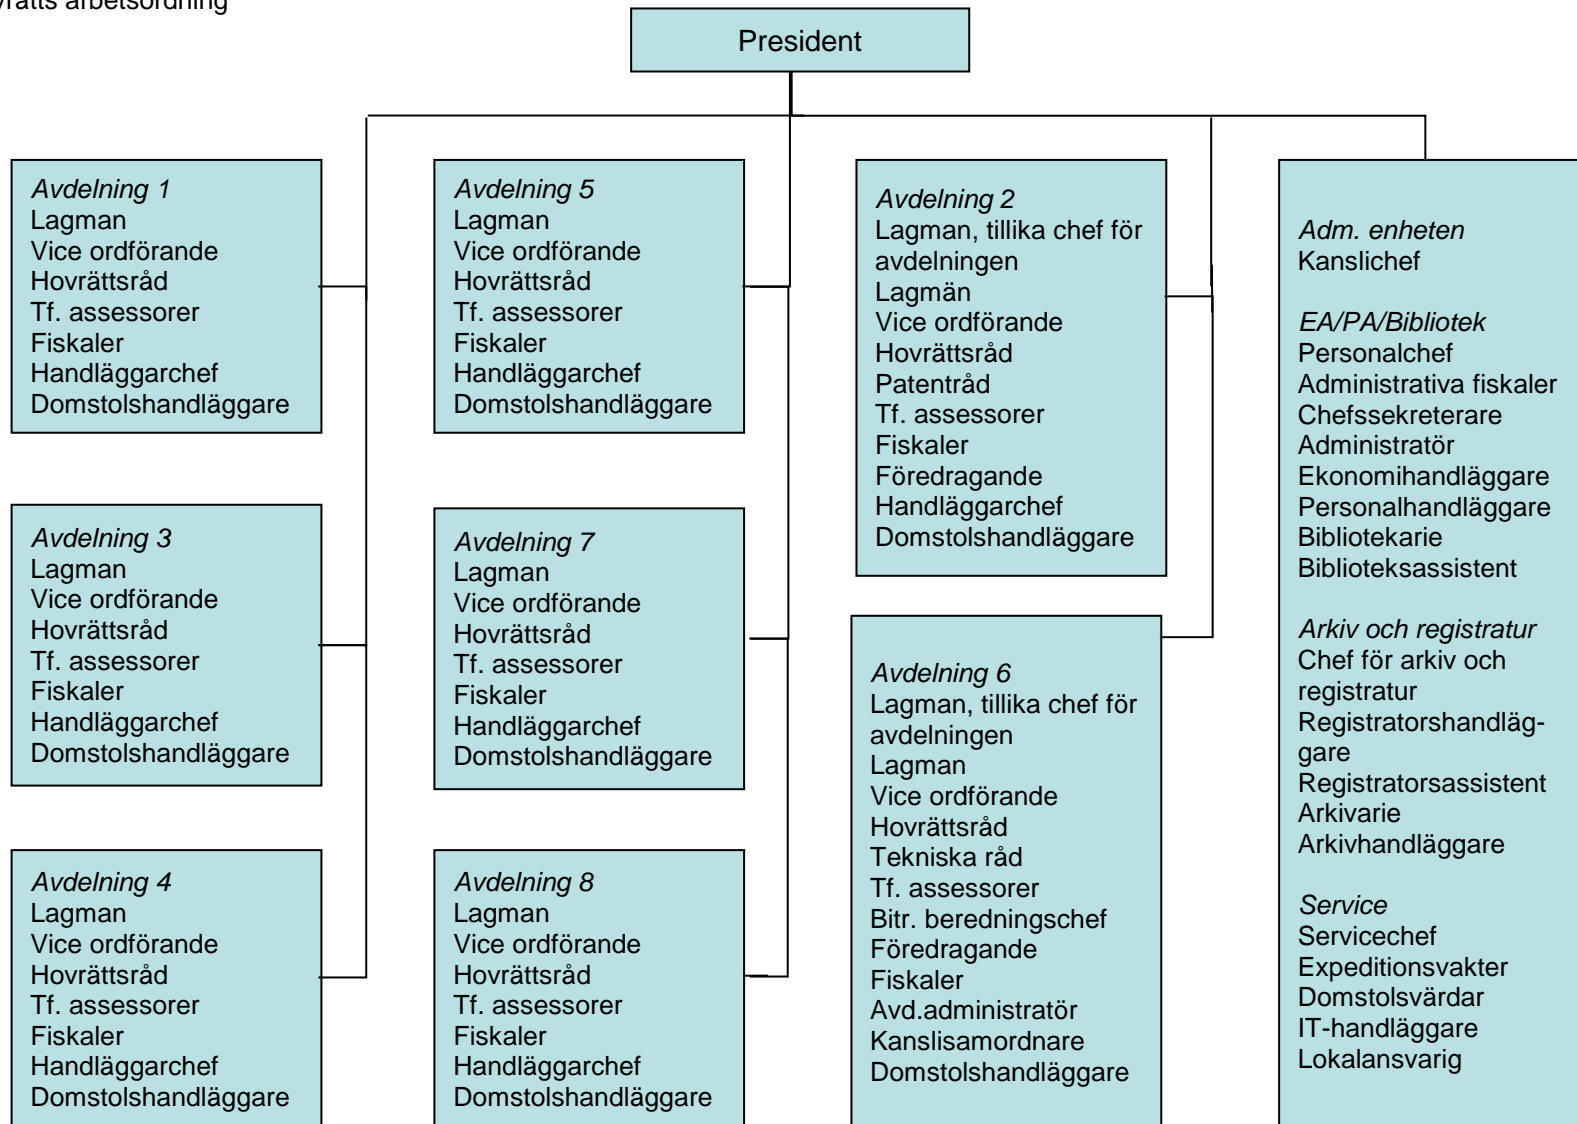 arbetsordning
President
Avdelning 1
Lagman
Vice ordförande
Hovrättsråd
Tf. assessorer
Fiskaler
Handläggarchef
Domstolshandläggare
Avdelning 5
Lagman
Vice ordförande
Hovrättsråd
Tf. assessorer
Fiskaler
Handläggarchef
Domstolshandläggare
Avdelning 2
Lagman, tillika chef för
avdelningen
Lagmän
Vice ordförande
Hovrättsråd
Patentråd
Tf. assessorer
Fiskaler
Föredragande
Handläggarchef
Domstolshandläggare
Adm. enheten
Kanslichef
EA/PA/Bibliotek
Personalchef
Administrativa fiskaler
Chefssekreterare
Administratör
Ekonomihandläggare
Personalhandläggare
Bibliotekarie
Biblioteksassistent
Arkiv och registratur
Chef för arkiv och
registratur
Registratorshandläg-
gare
Registratorsassistent
Arkivarie
Arkivhandläggare
Service
Servicechef
Expeditionsvakter
Domstolsvärdar
IT-handläggare
Lokalansvarig
Avdelning 3
Lagman
Vice ordförande
Hovrättsråd
Tf. assessorer
Fiskaler
Handläggarchef
Domstolshandläggare
Avdelning 7
Lagman
Vice ordförande
Hovrättsråd
Tf. assessorer
Fiskaler
Handläggarchef
Domstolshandläggare
Avdelning 6
Lagman, tillika chef för
avdelningen
Lagman
Vice ordförande
Hovrättsråd
Tekniska råd
Tf. assessorer
Bitr. beredningschef
Föredragande
Fiskaler
Avd.administratör
Kanslisamordnare
Domstolshandläggare
Avdelning 4
Lagman
Vice ordförande
Hovrättsråd
Tf. assessorer
Fiskaler
Handläggarchef
Domstolshandläggare
Avdelning 8
Lagman
Vice ordförande
Hovrättsråd
Tf. assessorer
Fiskaler
Handläggarchef
Domstolshandläggare